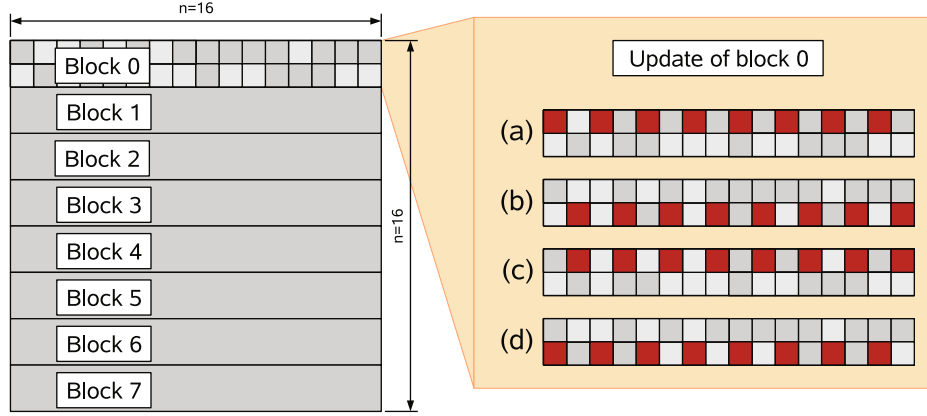 n=16
Block 0
Block 1
Block 2
Block 3
Block 4
Block 5
Block 6
Block 7
n=16
Update of block 0
(a)
(b)
(c)
(d)